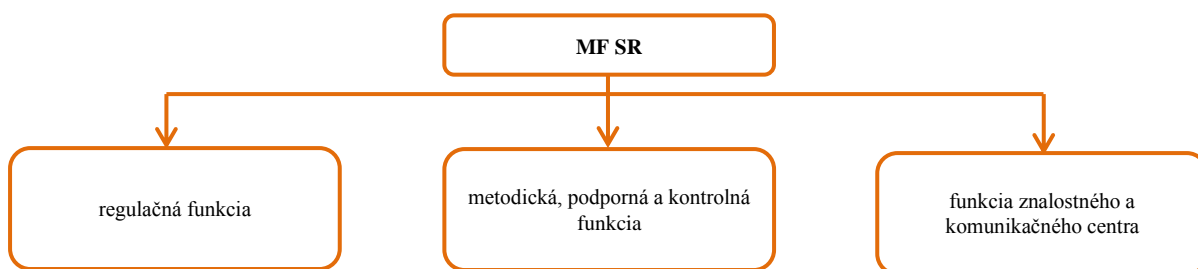 MF SR
regulačná funkcia
metodická, podporná a kontrolná
funkcia
funkcia znalostného a
komunikačného centra